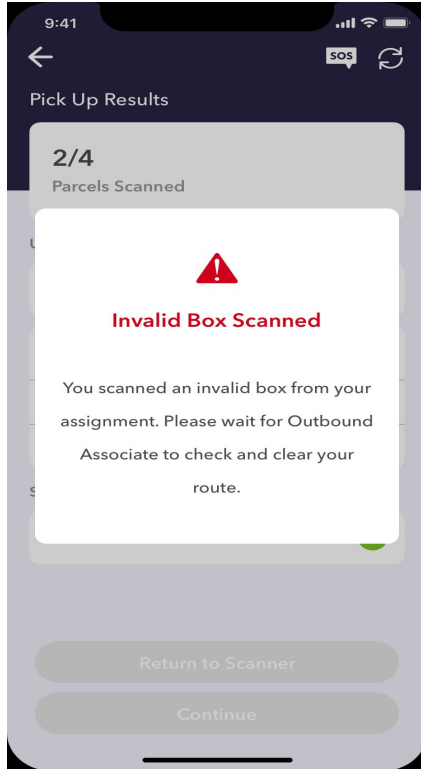 9:41
SOS
Pick Up Results
2/4
Parcels Scanned
Invalid Box Scanned
You scanned an invalid box from your
assignment. Please wait for Outbound
Associate to check and clear your
route.
Return to Scanner
Continue